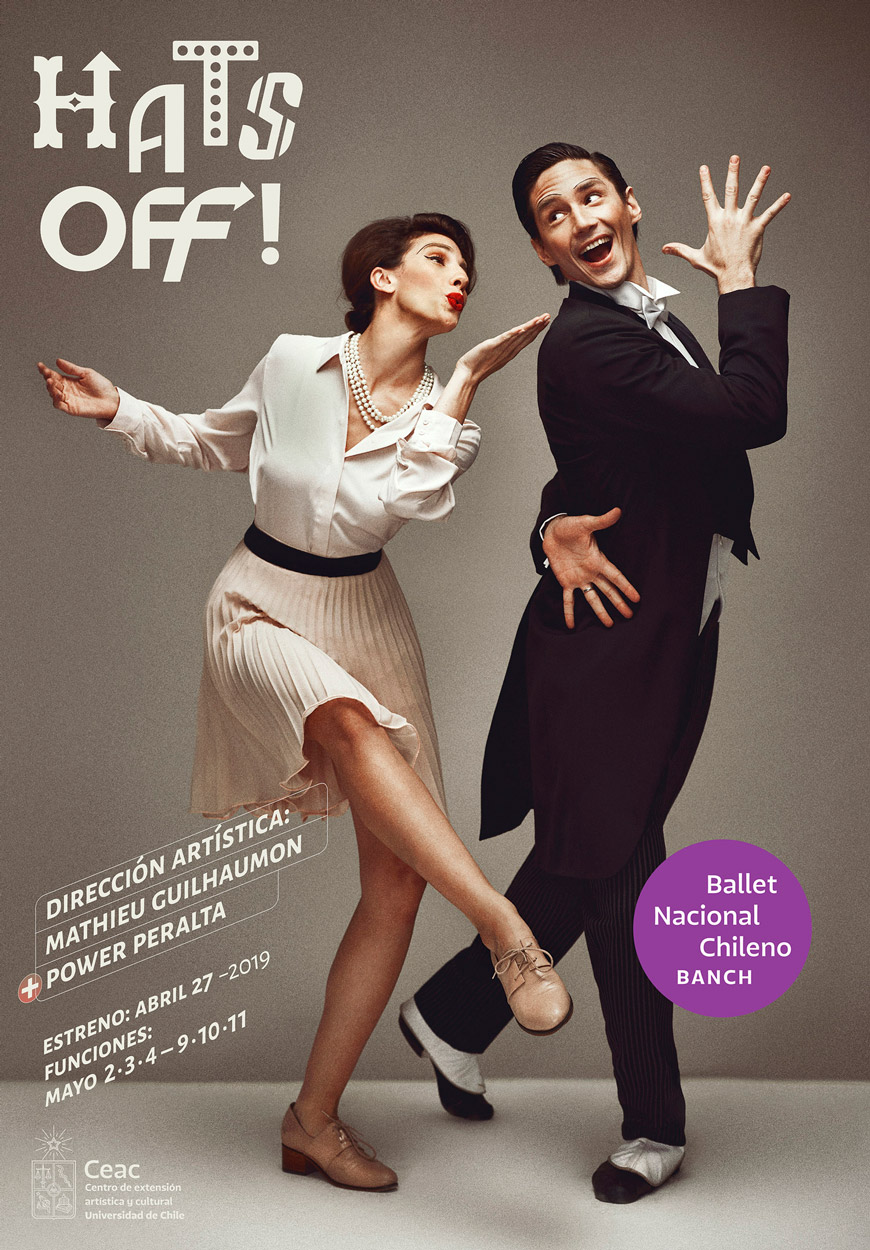 HATS
OFF!
DIRECCIÓN ARTÍSTICA:
MATHIEU GUILHAUMON
+ POWER PERALTA
ESTRENO: ABRIL 27 –2019
FUNCIONES:
MAYO 2·3·4 – 9·10·11
Ballet
Nacional
Chileno
BANCH
Ceac
Centro de extensión
artística y cultural
Universidad de Chile